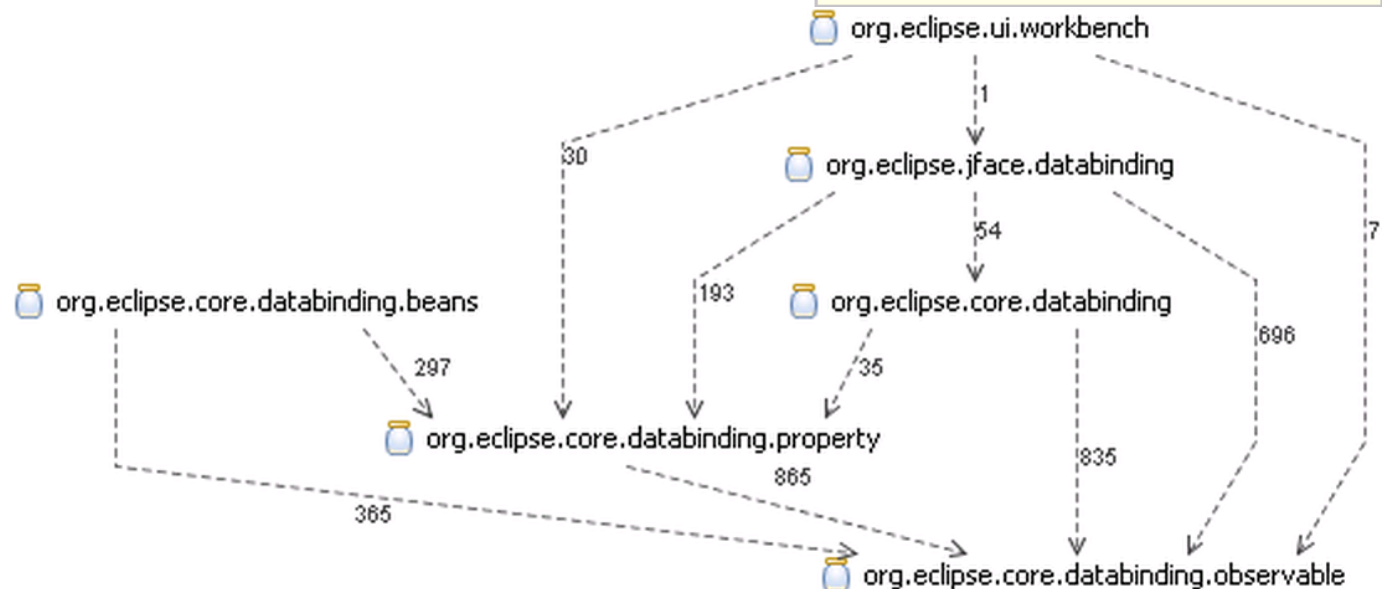 org.eclipse.ui.workbench
1
30
org.eclipse.jface.databinding
54
7
193
org.eclipse.core.databinding.beans
org.eclipse.core.databinding
696
297
35
org.eclipse.core.databinding.property
835
865
365
org.eclipse.core.databinding.observable